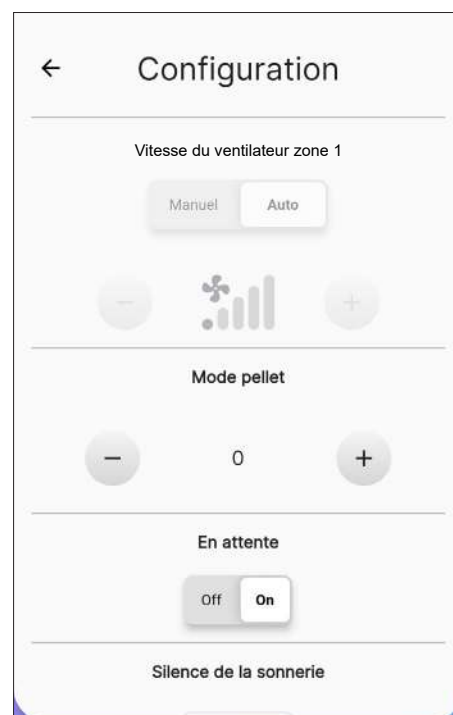 Configuration
Vitesse du ventilateur zone 1
Manuel Auto
Mode pellet
− 0 +
En attente
Off On
Silence de la sonnerie